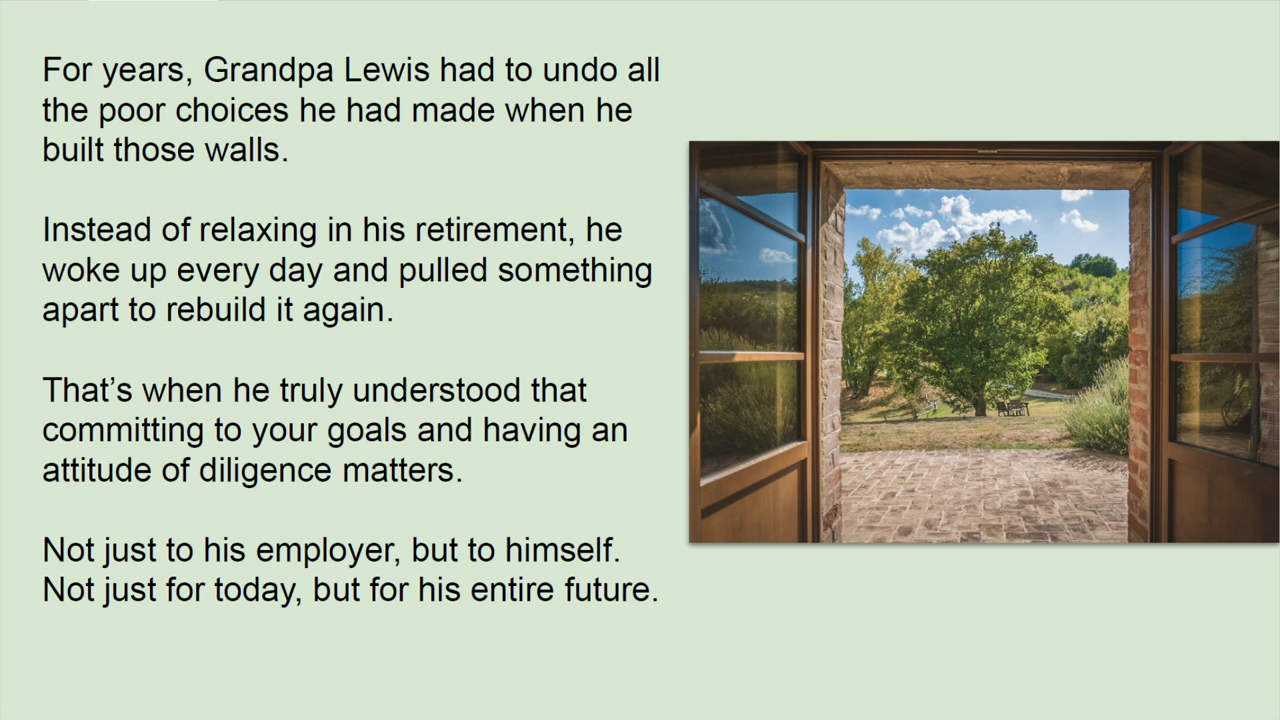 For years, Grandpa Lewis had to undo all
the poor choices he had made when he
built those walls.
Instead of relaxing in his retirement, he
woke up every day and pulled something
apart to rebuild it again.
That’s when he truly understood that
committing to your goals and having an
attitude of diligence matters.
Not just to his employer, but to himself.
Not just for today, but for his entire future.